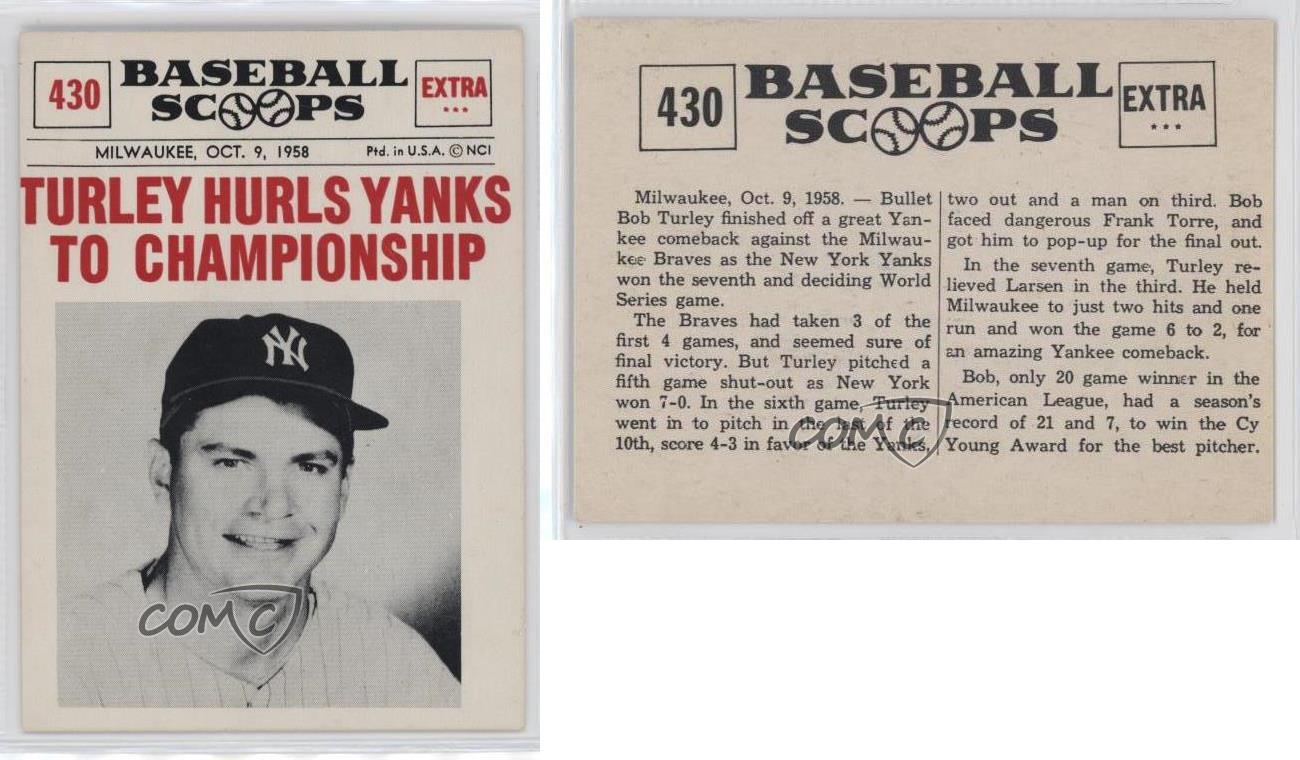 430
BASEBALL
SCOOPS
EXTRA
***
MILWAUKEE, OCT. 9, 1958
Ptd. in U.S.A. © NCI
TURLEY HURLS YANKS
TO CHAMPIONSHIP
NY
COMC
430
BASEBALL
SCOOPS
EXTRA
***
Milwaukee, Oct. 9, 1958. — Bullet
Bob Turley finished off a great Yan-
kee comeback against the Milwau-
kee Braves as the New York Yanks
won the seventh and deciding World
Series game.
The Braves had taken 3 of the
first 4 games, and seemed sure of
final victory. But Turley pitched a
fifth game shut-out as New York
won 7-0. In the sixth game, Turley
went in to pitch in the last of the
10th, score 4-3 in favor of the Yanks,
two out and a man on third. Bob
faced dangerous Frank Torre, and
got him to pop-up for the final out.
In the seventh game, Turley re-
lieved Larsen in the third. He held
Milwaukee to just two hits and one
run and won the game 6 to 2, for
an amazing Yankee comeback.
Bob, only 20 game winner in the
American League, had a season's
record of 21 and 7, to win the Cy
Young Award for the best pitcher.
COMC